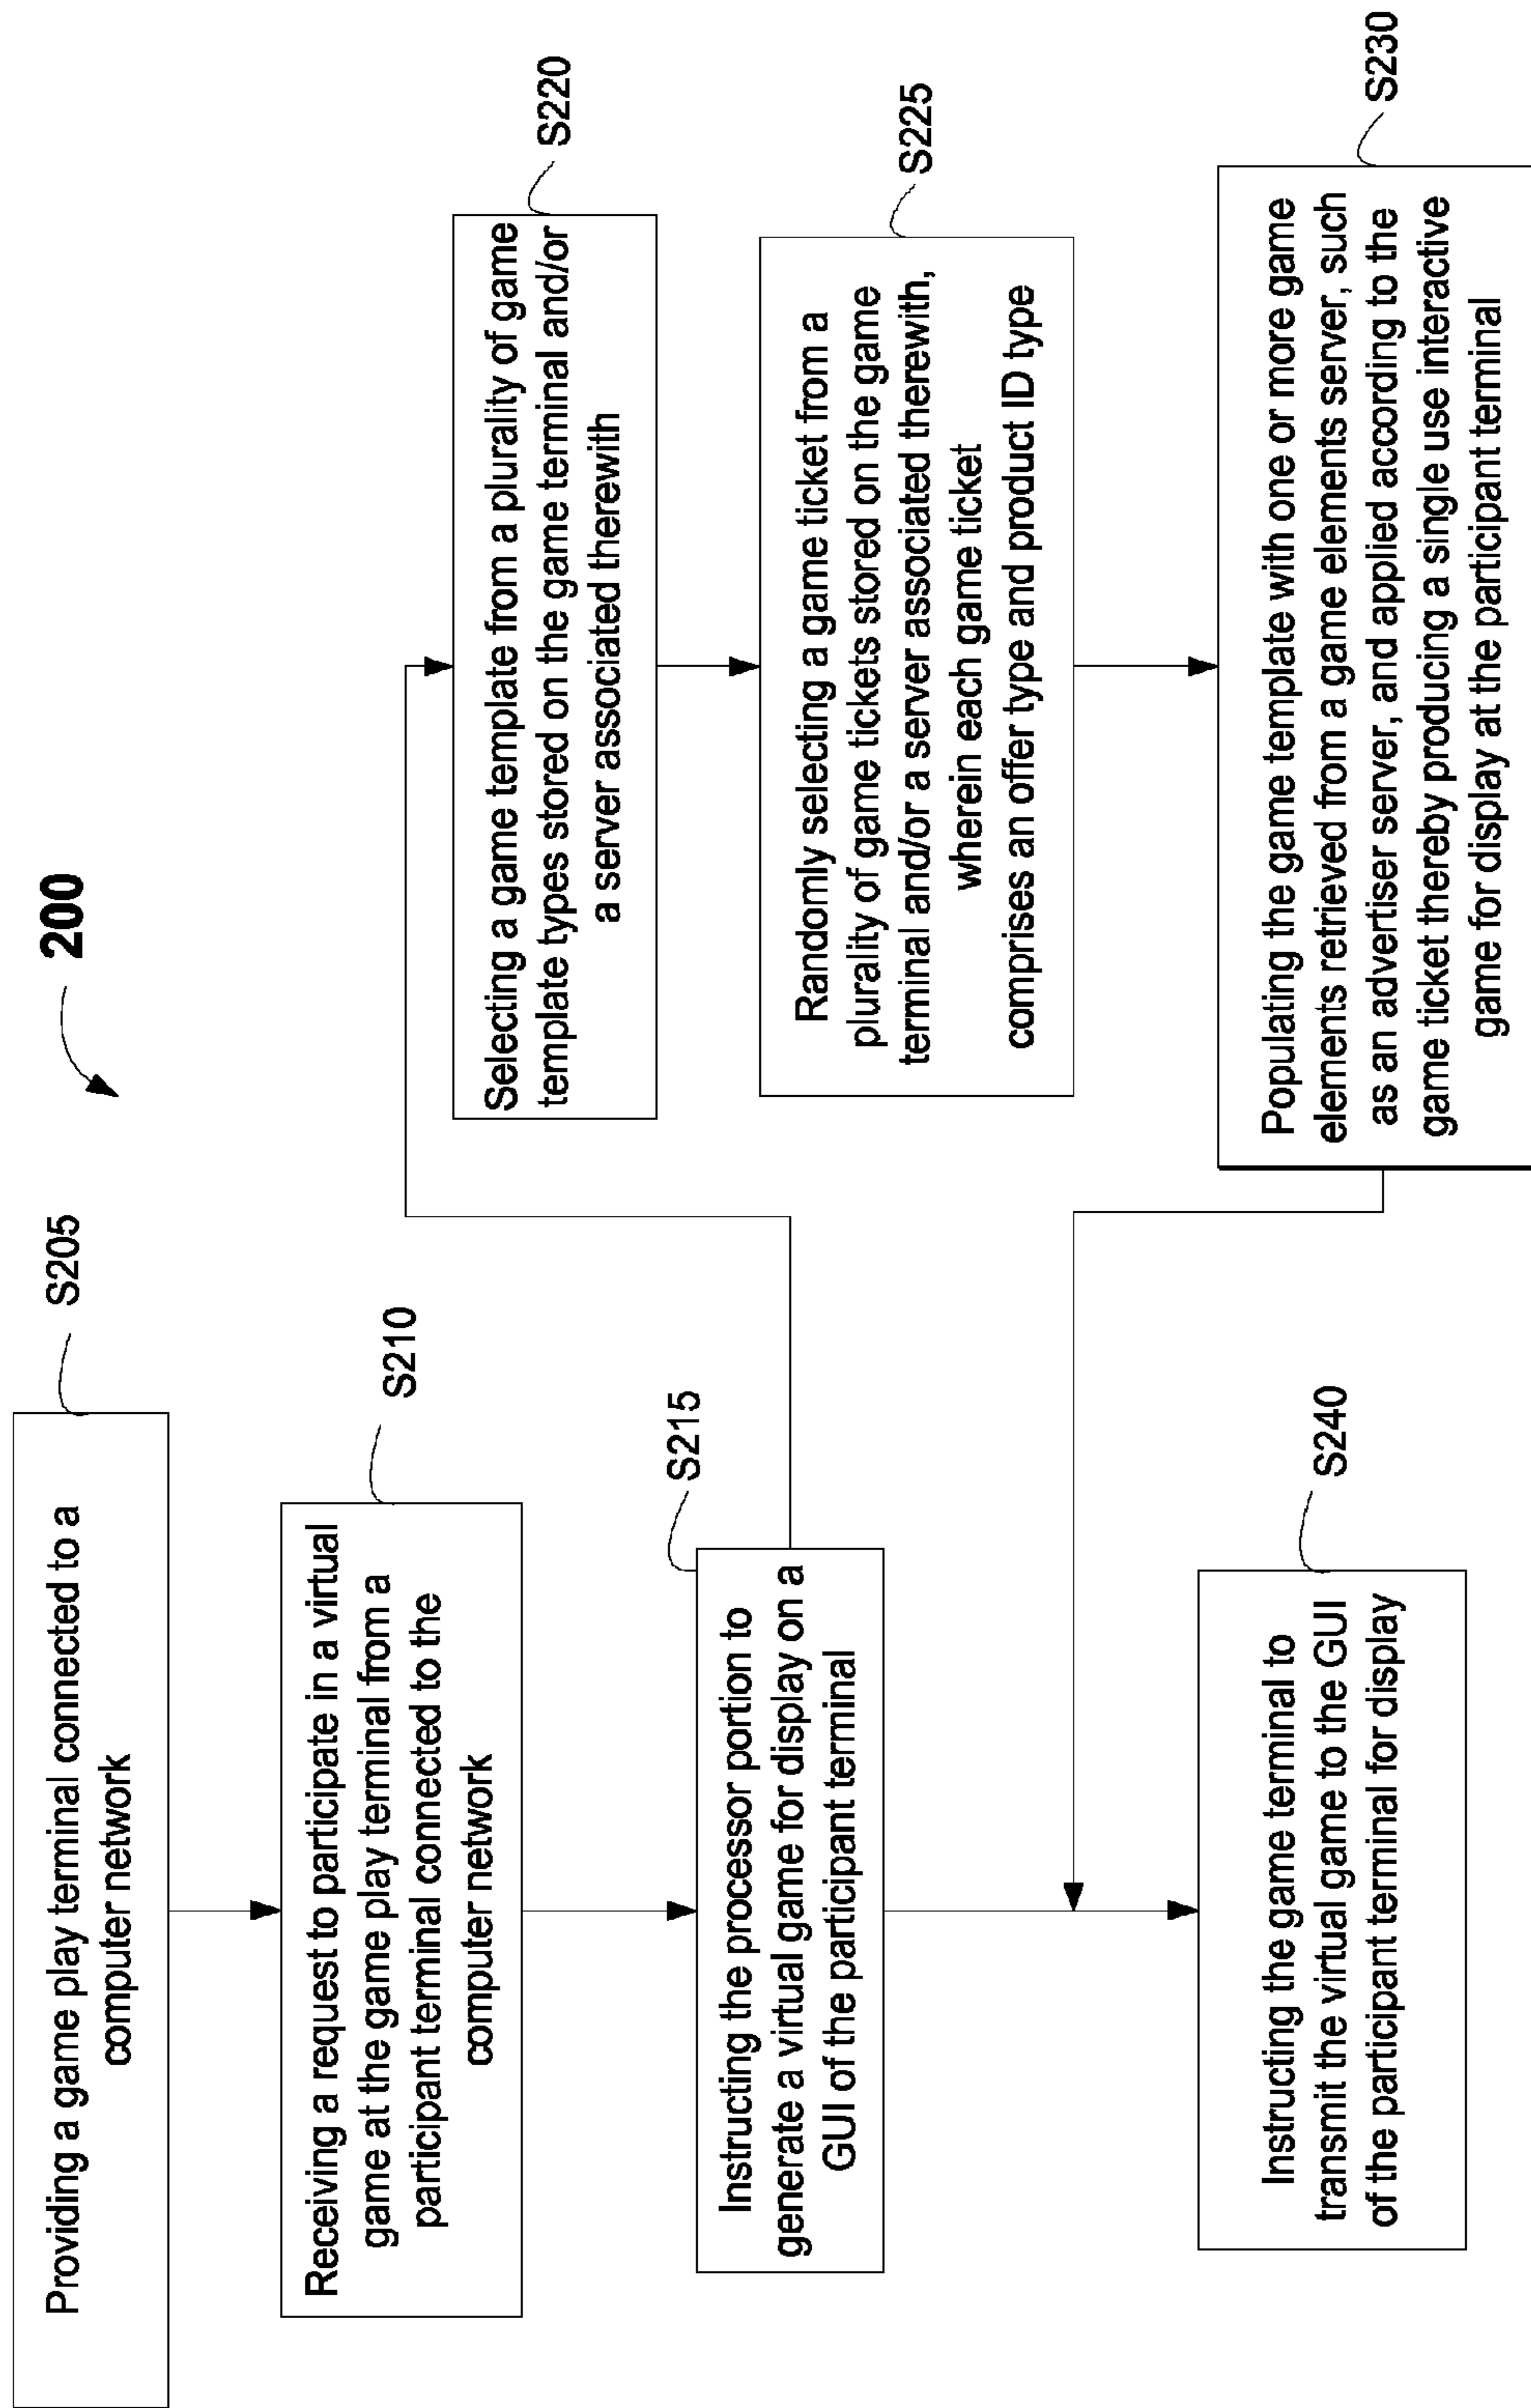 200
Providing a game play terminal connected to a
computer network
S205
Receiving a request to participate in a virtual
game at the game play terminal from a
participant terminal connected to the
computer network
S210
Instructing the processor portion to
generate a virtual game for display on a
GUI of the participant terminal
S215
Selecting a game template from a plurality of game
template types stored on the game terminal and/or
a server associated therewith
S220
Randomly selecting a game ticket from a
plurality of game tickets stored on the game
terminal and/or a server associated therewith,
wherein each game ticket
comprises an offer type and product ID type
S225
Populating the game template with one or more game
elements retrieved from a game elements server, such
as an advertiser server, and applied according to the
game ticket thereby producing a single use interactive
game for display at the participant terminal
S230
Instructing the game terminal to
transmit the virtual game to the GUI
of the participant terminal for display
S240